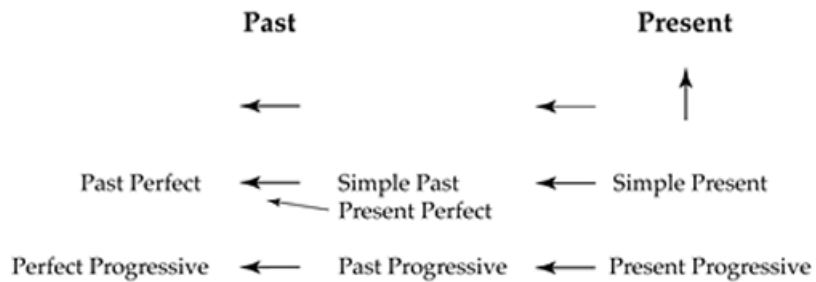 Past Present
Past Perfect Simple Past Simple Present
Present Perfect
Perfect Progressive Past Progressive Present Progressive